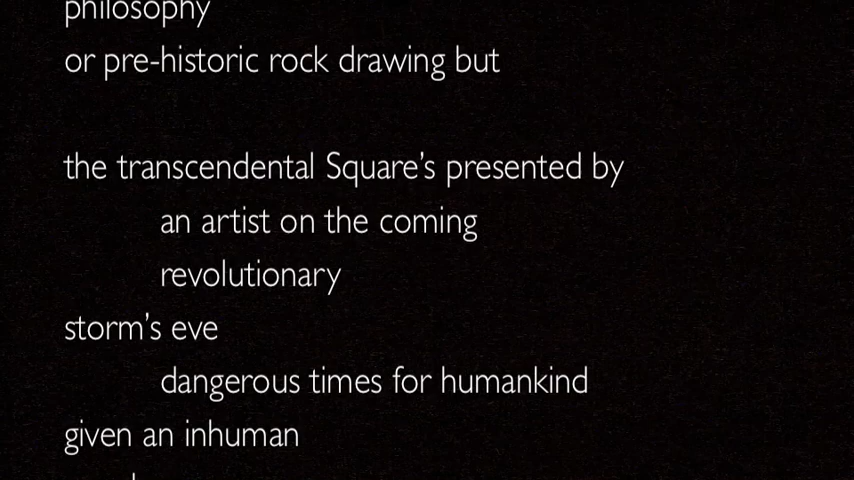 philosophy
or pre-historic rock drawing but
the transcendental Square’s presented by
an artist on the coming
revolutionary
storm’s eve
dangerous times for humankind
given an inhuman